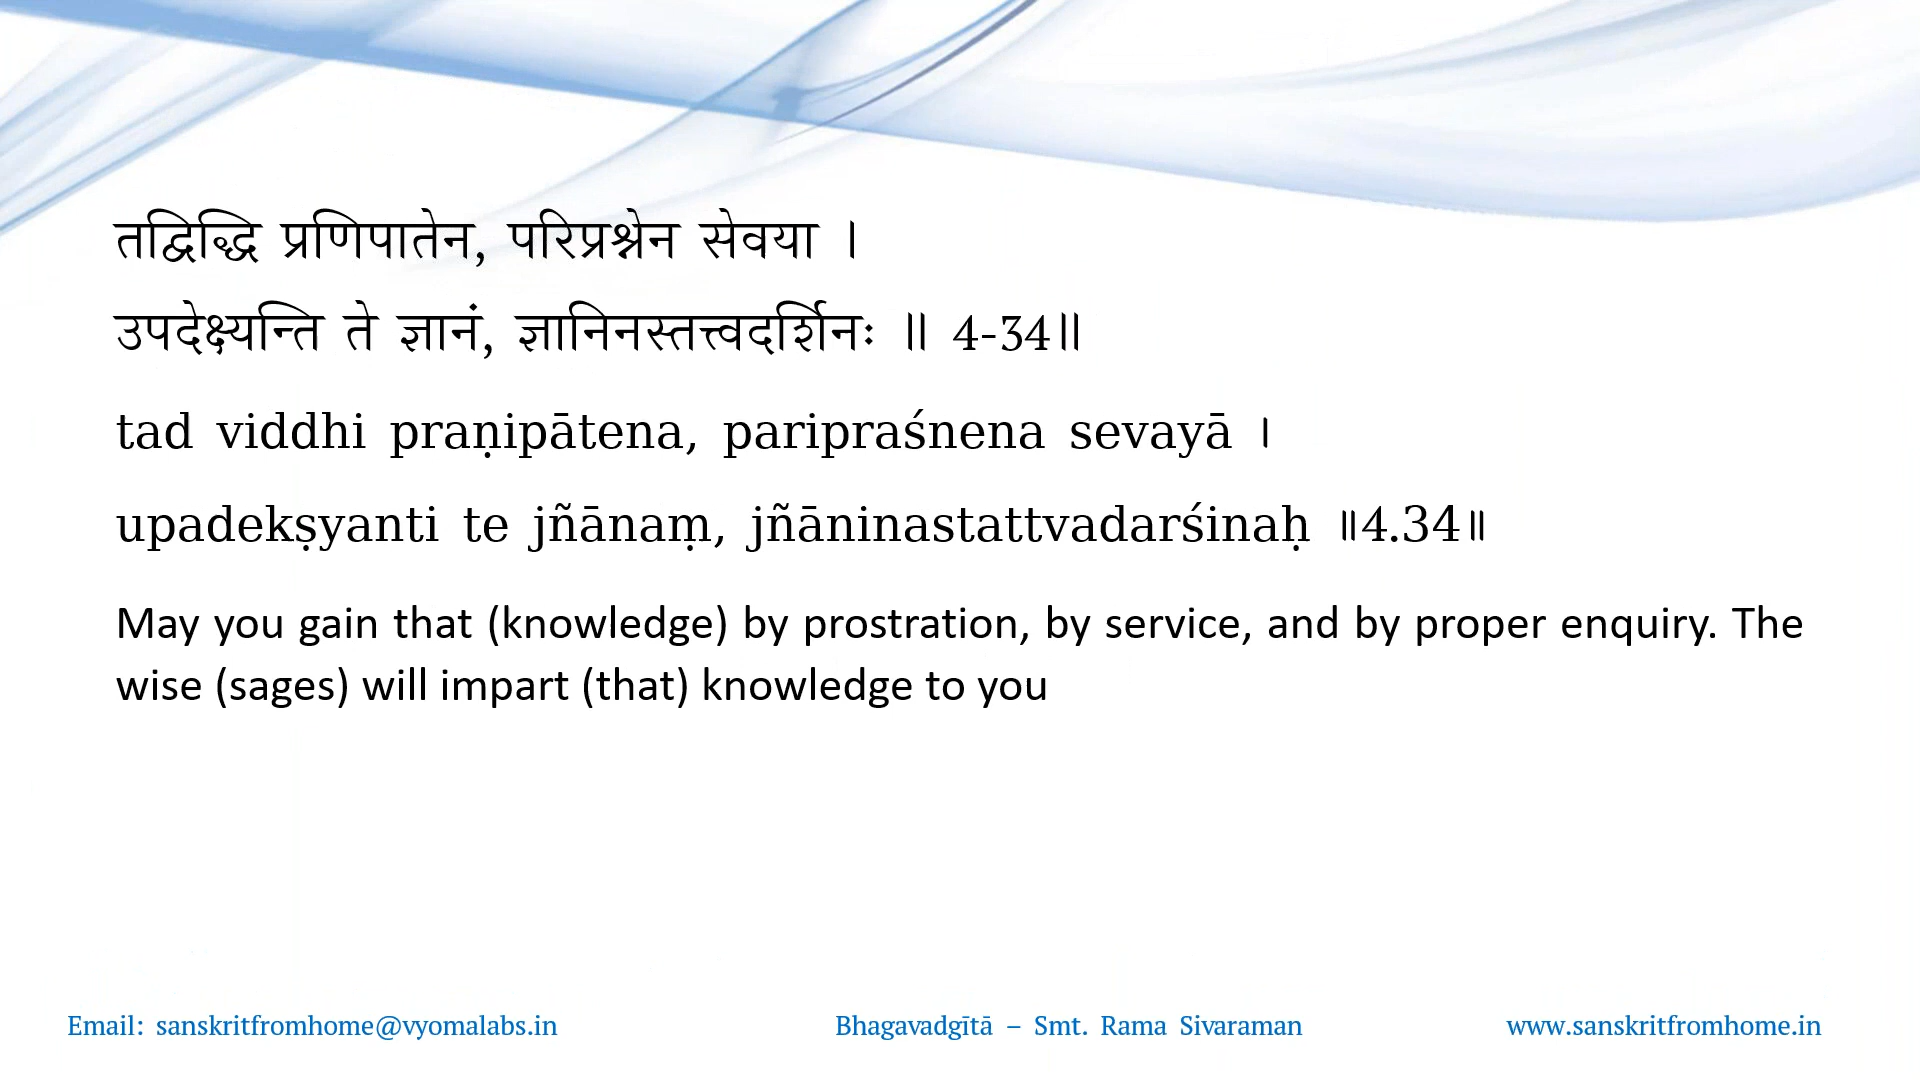 तद्विद्धि प्रणिपातेन, परिप्रश्नेन सेवया ।
उपदेक्ष्यन्ति ते ज्ञानं, ज्ञानिनस्तत्त्वदर्शिनः ॥ 4-34॥
tad viddhi praṇipātena, paripraśnena sevayā ।
upadekṣyanti te jñānaṃ, jñāninastattvadarśinaḥ ॥4.34॥
May you gain that (knowledge) by prostration, by service, and by proper enquiry. The
wise (sages) will impart (that) knowledge to you
Email: sanskritfromhome@vyomalabs.in Bhagavadgītā – Smt. Rama Sivaraman www.sanskritfromhome.in